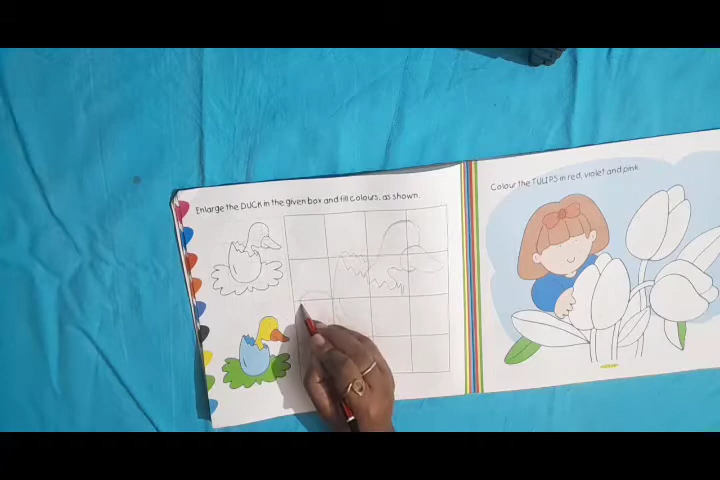 Enlarge the DUCK in the given box and fill colours, as shown.
Colour the TULIPS in red, violet and pink.